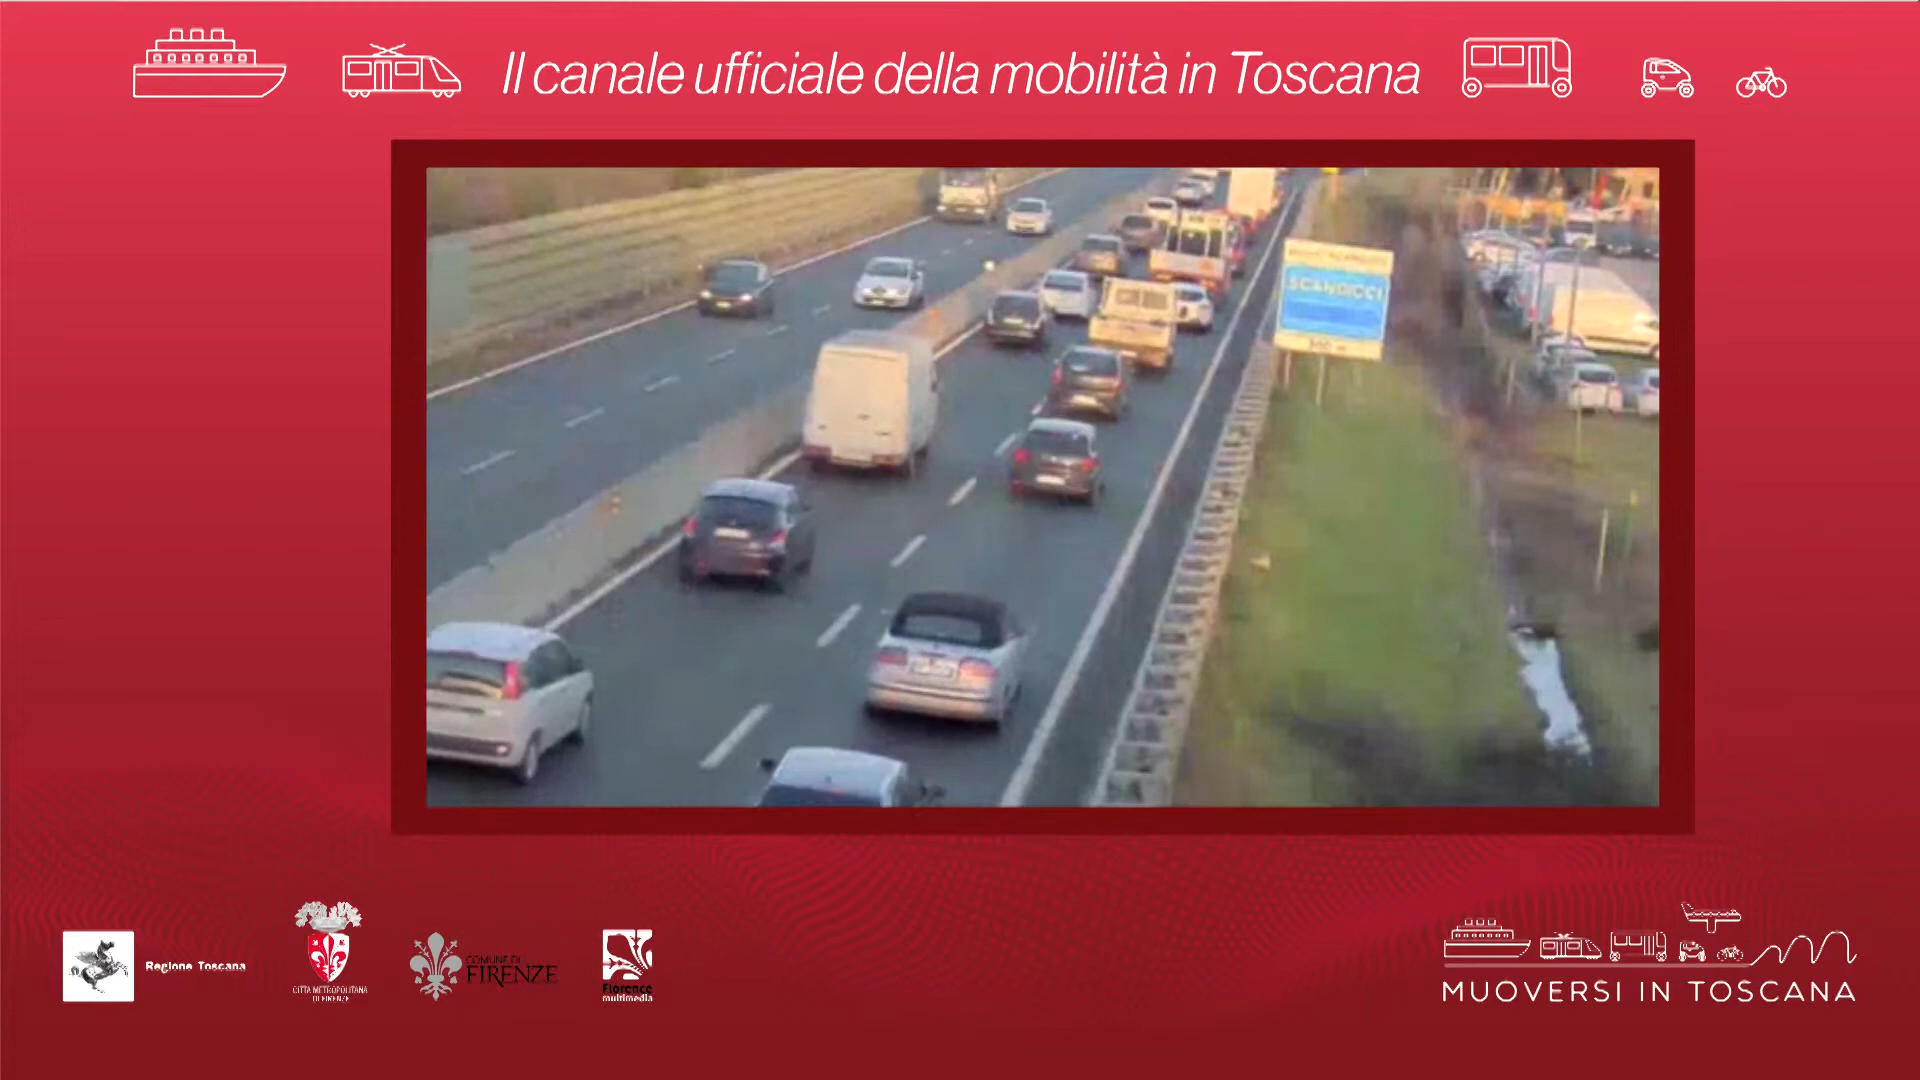 Il canale ufficiale della mobilità in Toscana
SCANDICCI
Regione Toscana
CITTÀ METROPOLITANA
DI FIRENZE
COMUNE DI
FIRENZE
Florence
multimedia
MUOVERSI IN TOSCANA